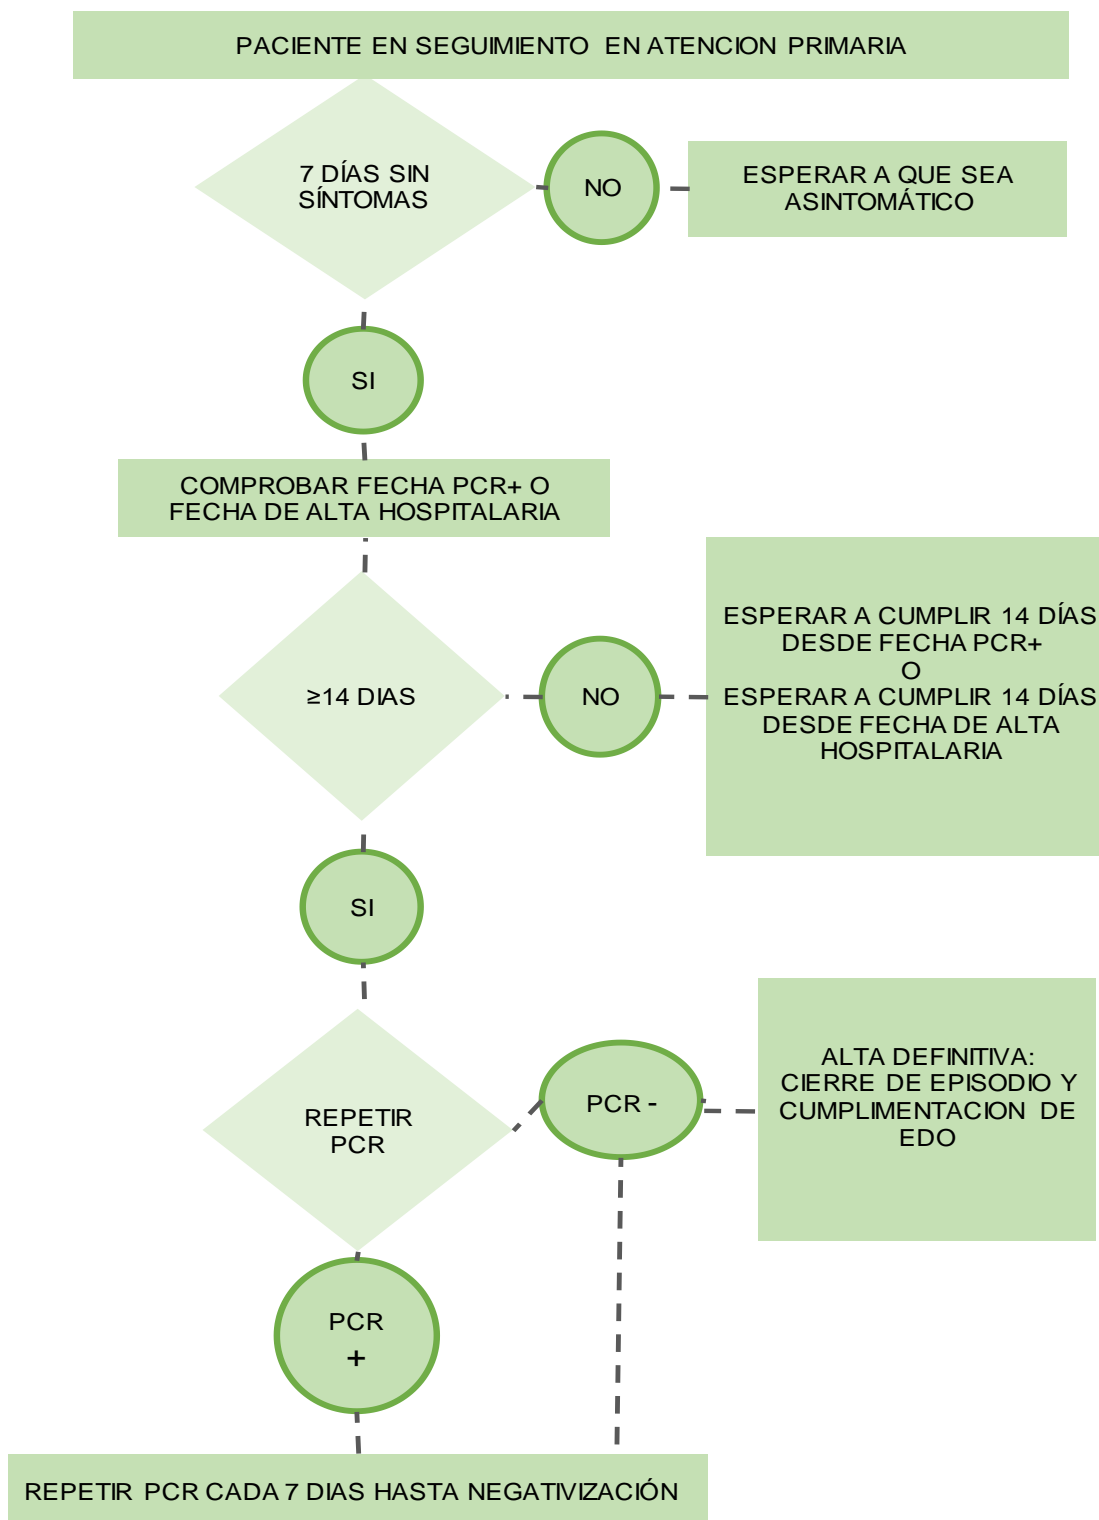 PACIENTE EN SEGUIMIENTO EN ATENCION PRIMARIA
7 DÍAS SIN
SÍNTOMAS
NO
ESPERAR A QUE SEA
ASINTOMÁTICO
SI
COMPROBAR FECHA PCR+ O
FECHA DE ALTA HOSPITALARIA
≥14 DIAS
NO
ESPERAR A CUMPLIR 14 DÍAS
DESDE FECHA PCR+
O
ESPERAR A CUMPLIR 14 DÍAS
DESDE FECHA DE ALTA
HOSPITALARIA
SI
REPETIR
PCR
PCR -
ALTA DEFINITIVA:
CIERRE DE EPISODIO Y
CUMPLIMENTACION DE
EDO
PCR
+
REPETIR PCR CADA 7 DIAS HASTA NEGATIVIZACIÓN